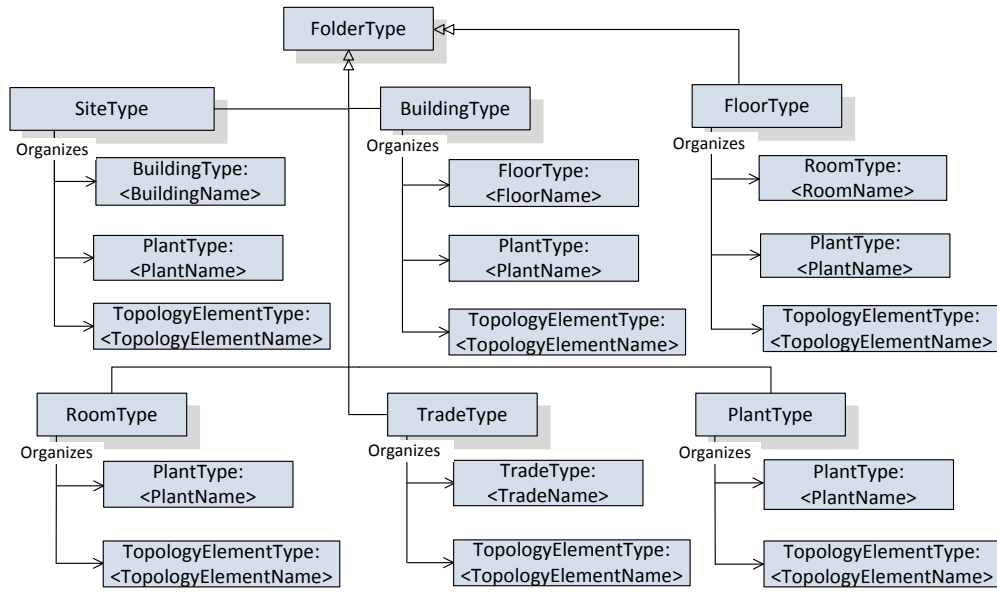 FolderType
SiteType
Organizes
BuildingType:
<BuildingName>
PlantType:
<PlantName>
TopologyElementType:
<TopologyElementName>
BuildingType
Organizes
FloorType:
<FloorName>
PlantType:
<PlantName>
TopologyElementType:
<TopologyElementName>
FloorType
Organizes
RoomType:
<RoomName>
PlantType:
<PlantName>
TopologyElementType:
<TopologyElementName>
RoomType
Organizes
PlantType:
<PlantName>
TopologyElementType:
<TopologyElementName>
TradeType
Organizes
TradeType:
<TradeName>
TopologyElementType:
<TopologyElementName>
PlantType
Organizes
PlantType:
<PlantName>
TopologyElementType:
<TopologyElementName>